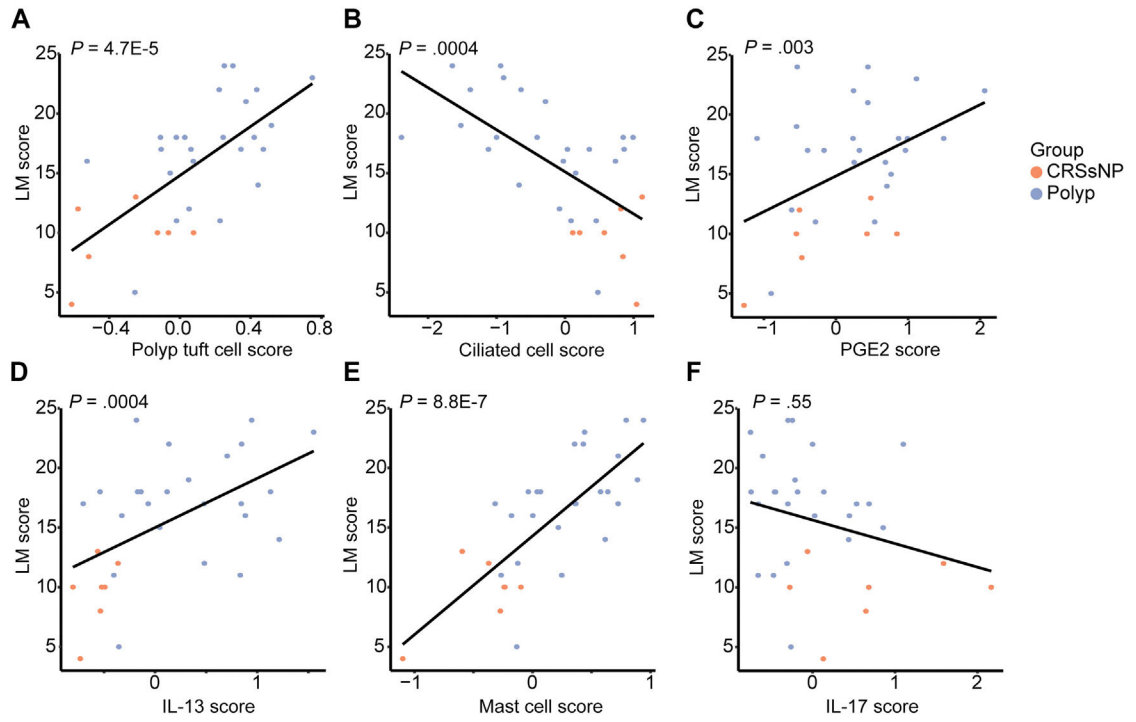 A
P = 4.7E-5
LM score
25
20
15
10
5
−0.4
0.0
0.4
0.8
Polyp tuft cell score
B
P = .0004
LM score
25
20
15
10
5
−2
−1
0
1
Ciliated cell score
C
P = .003
LM score
25
20
15
10
5
−1
0
1
2
PGE2 score
Group
CRSsNP
Polyp
D
P = .0004
LM score
25
20
15
10
5
0
1
IL-13 score
E
P = 8.8E-7
LM score
25
20
15
10
5
−1
0
1
Mast cell score
F
P = .55
LM score
25
20
15
10
5
0
1
2
IL-17 score